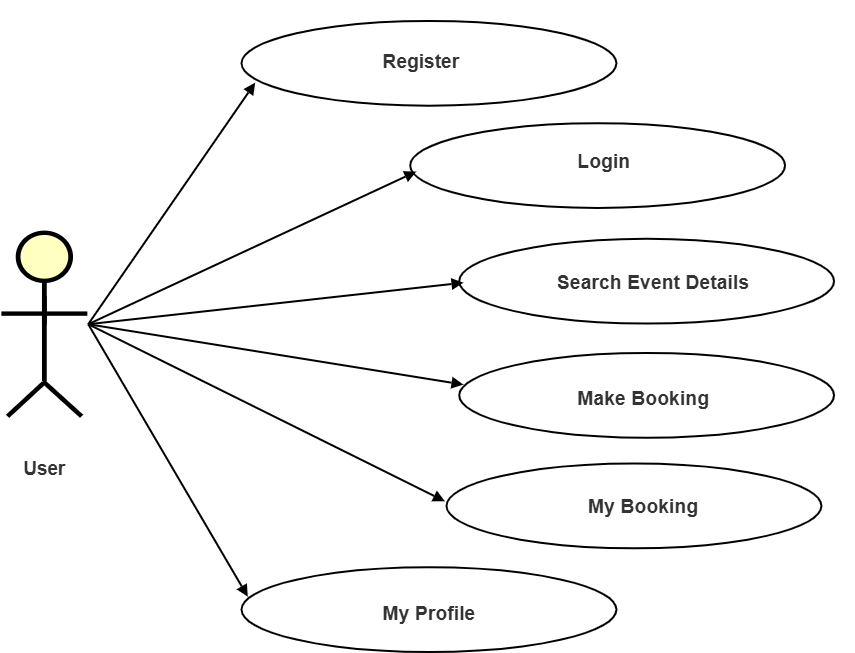 Register
Login
Search Event Details
Make Booking
User
My Booking
My Profile